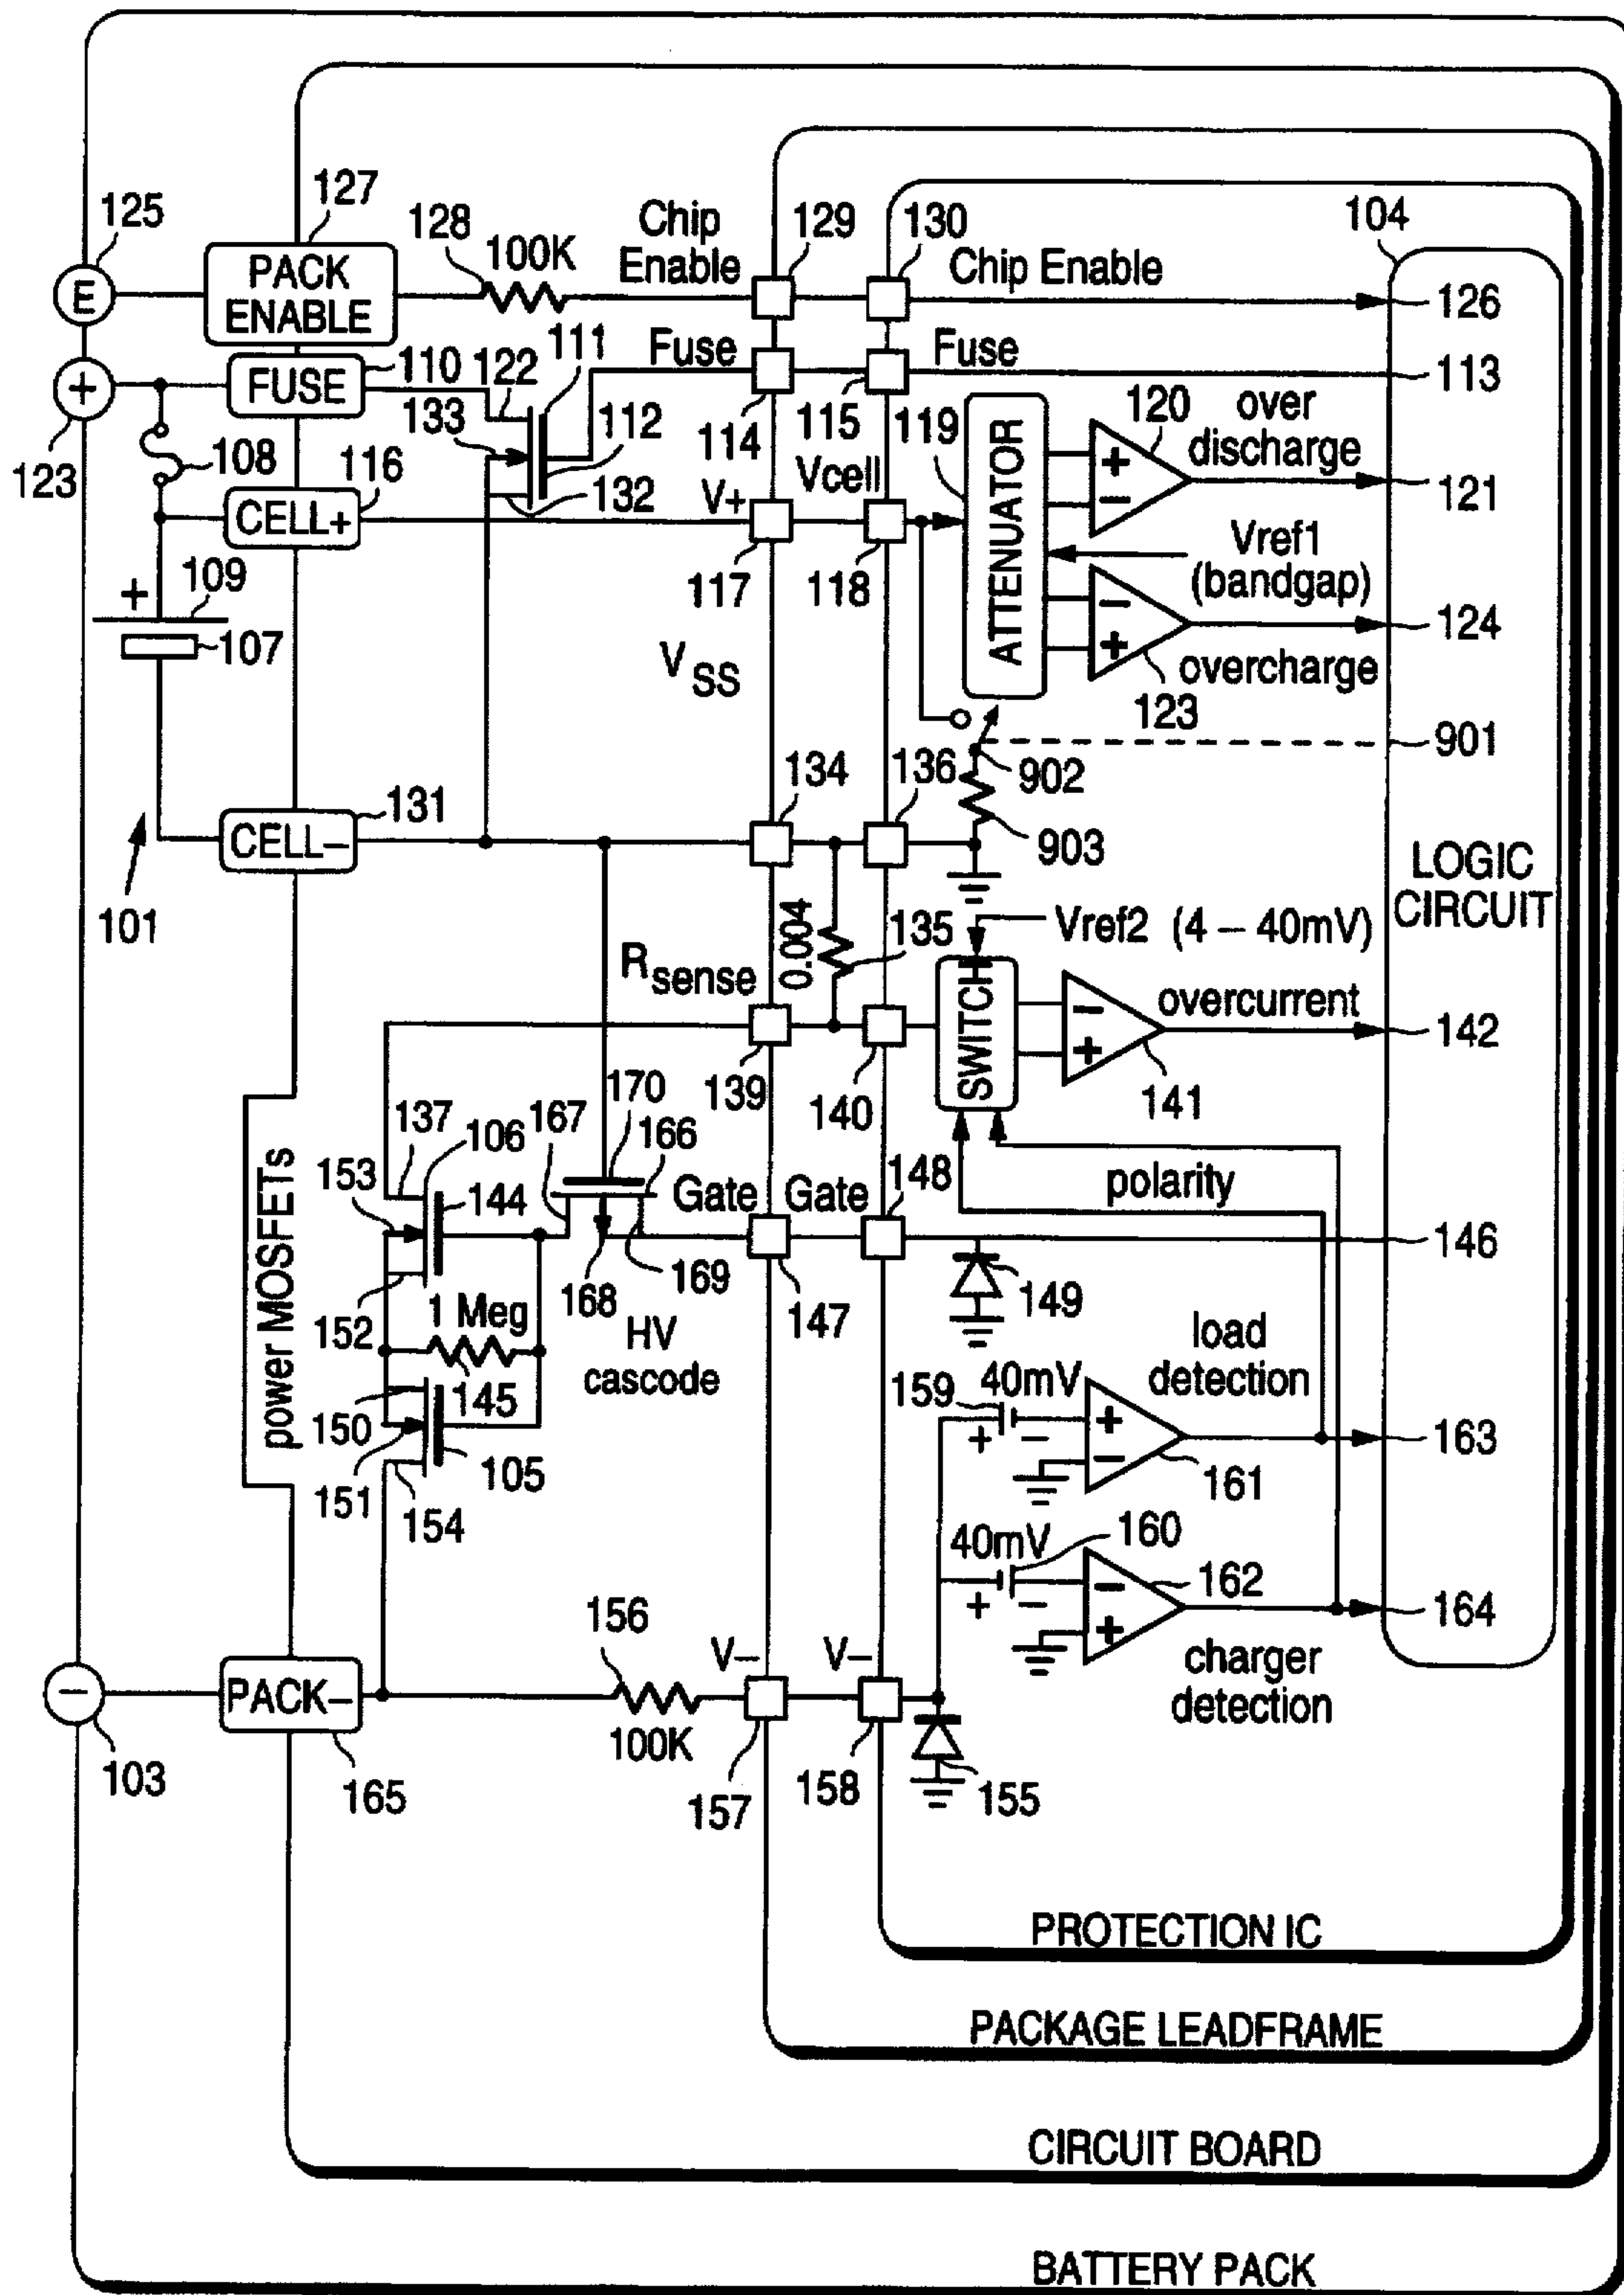 125
127
128
100K
Chip
Enable
129
130
Chip Enable
104
E
PACK
ENABLE
126
+
FUSE
110
122
111
Fuse
Fuse
113
133
112
114
115
119
120
over
discharge
123
108
116
132
V+
Vcell
ATTENUATOR
+
−
121
CELL+
117
118
Vref1
(bandgap)
+
109
107
VSS
−
+
124
overcharge
123
901
134
136
902
131
CELL−
903
101
LOGIC
CIRCUIT
Rsense
0.004
135
Vref2 (4 – 40mV)
SWITCH
−
+
overcurrent
142
139
140
141
137
106
167
170
166
153
144
Gate
Gate
148
polarity
146
power MOSFETs
152
1 Meg
168
169
147
149
HV
cascode
load
detection
145
150
159
40mV
+
−
+
−
163
151
154
105
161
40mV
160
162
+
−
−
+
164
156
V−
V−
charger
detection
−
PACK−
100K
103
165
157
158
155
PROTECTION IC
PACKAGE LEADFRAME
CIRCUIT BOARD
BATTERY PACK